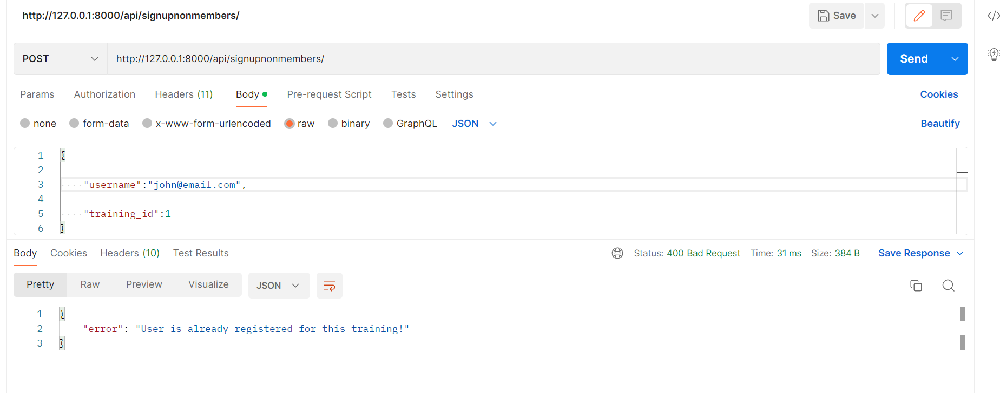 http://127.0.0.1:8000/api/signupnonmembers/
Save
POST
http://127.0.0.1:8000/api/signupnonmembers/
Send
Params
Authorization
Headers (11)
Body
Pre-request Script
Tests
Settings
Cookies
none
form-data
x-www-form-urlencoded
raw
binary
GraphQL
JSON
Beautify
1 {
2
3 "username":"john@email.com",
4
5 "training_id":1
6 }
Body
Cookies
Headers (10)
Test Results
Status: 400 Bad Request
Time: 31 ms
Size: 384 B
Save Response
Pretty
Raw
Preview
Visualize
JSON
1 {
2 "error": "User is already registered for this training!"
3 }